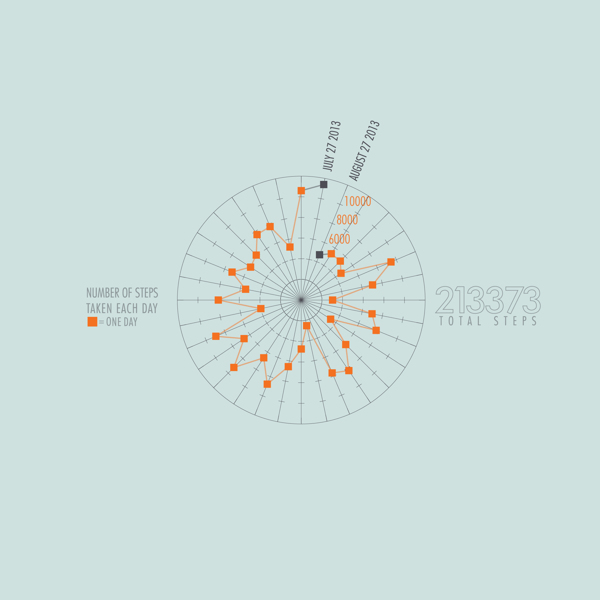 JULY 27 2013
AUGUST 27 2013
10000
8000
6000
NUMBER OF STEPS
TAKEN EACH DAY
= ONE DAY
213373
TOTAL STEPS